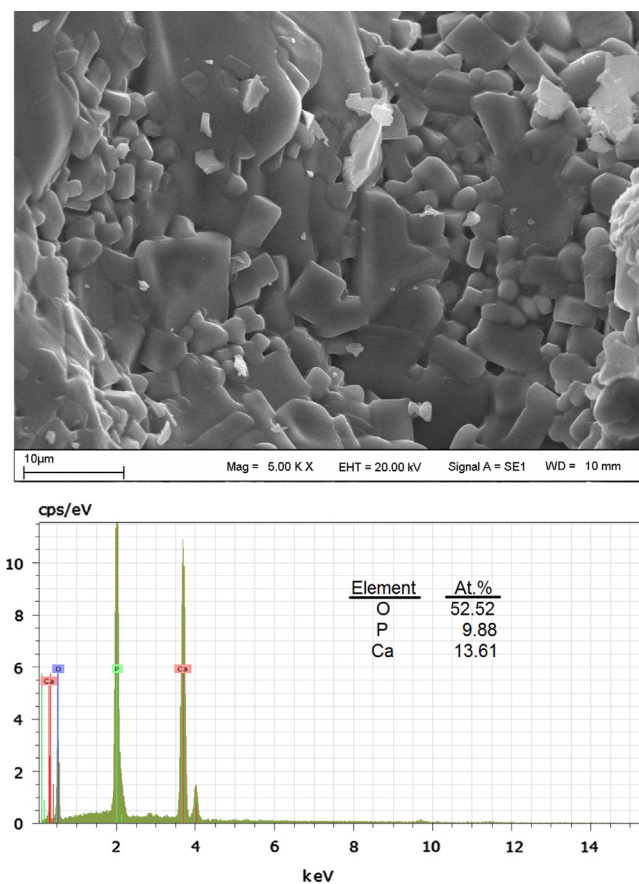 10µm
Mag = 5.00 K X EHT = 20.00 kV Signal A = SE1 WD = 10 mm
cps/eV
10
8
6
4
2
0
Element At.%
O 52.52
P 9.88
Ca 13.61
Ca O P Ca
2 4 6 8 10 12 14
keV